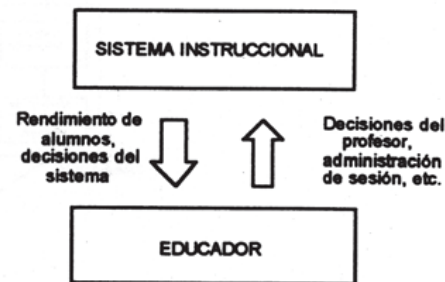 SISTEMA INSTRUCCIONAL
Rendimiento de
alumnos,
decisiones del
sistema
Decisiones del
profesor,
administración
de sesión, etc.
EDUCADOR